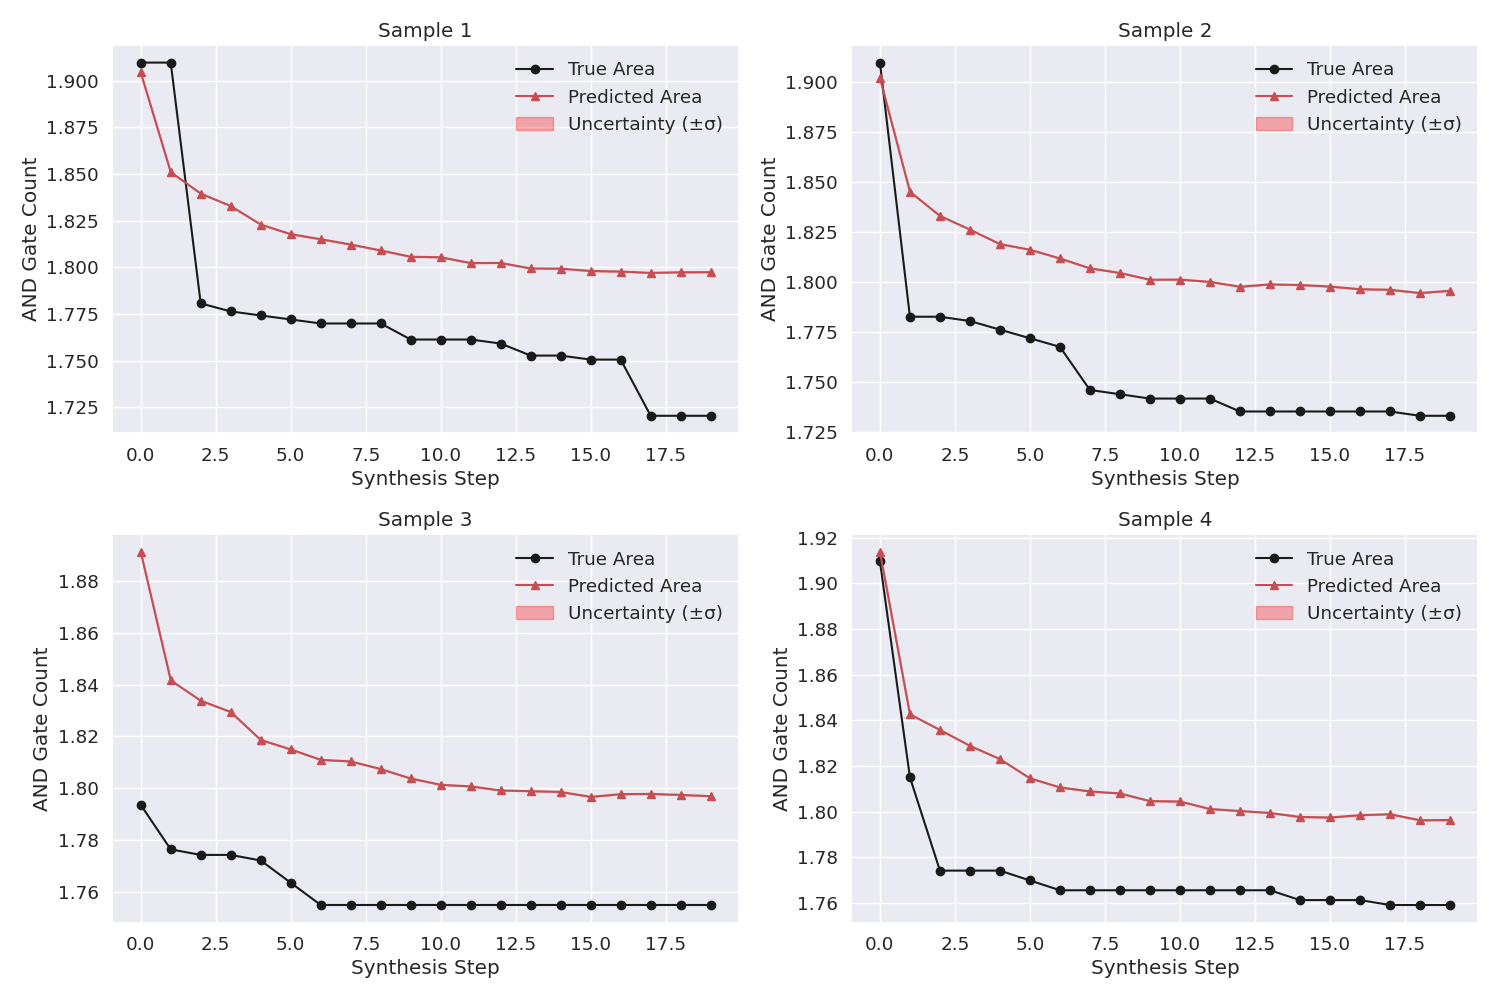 Sample 1
True Area
Predicted Area
Uncertainty (±σ)
AND Gate Count
1.900
1.875
1.850
1.825
1.800
1.775
1.750
1.725
0.0 2.5 5.0 7.5 10.0 12.5 15.0 17.5
Synthesis Step
Sample 2
True Area
Predicted Area
Uncertainty (±σ)
AND Gate Count
1.900
1.875
1.850
1.825
1.800
1.775
1.750
1.725
0.0 2.5 5.0 7.5 10.0 12.5 15.0 17.5
Synthesis Step
Sample 3
True Area
Predicted Area
Uncertainty (±σ)
AND Gate Count
1.88
1.86
1.84
1.82
1.80
1.78
1.76
0.0 2.5 5.0 7.5 10.0 12.5 15.0 17.5
Synthesis Step
Sample 4
True Area
Predicted Area
Uncertainty (±σ)
AND Gate Count
1.92
1.90
1.88
1.86
1.84
1.82
1.80
1.78
1.76
0.0 2.5 5.0 7.5 10.0 12.5 15.0 17.5
Synthesis Step